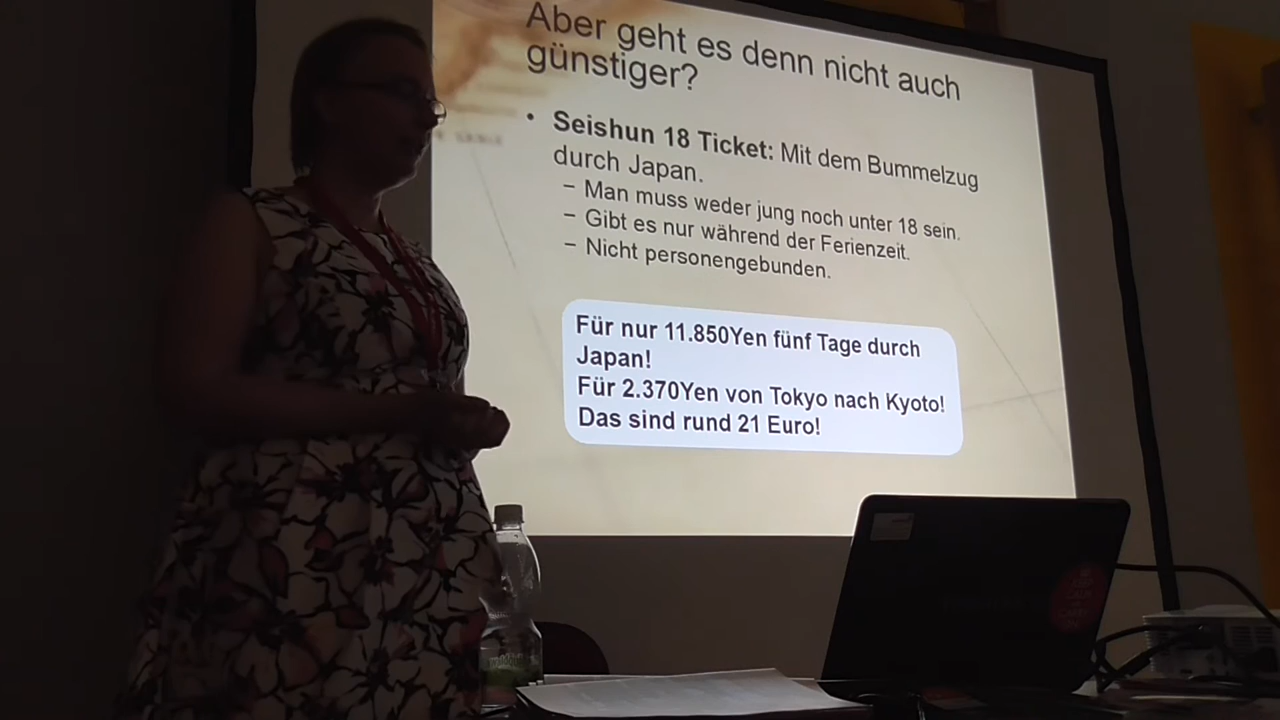 Aber geht es denn nicht auch
günstiger?
• Seishun 18 Ticket: Mit dem Bummelzug
durch Japan.
– Man muss weder jung noch unter 18 sein.
– Gibt es nur während der Ferienzeit.
– Nicht personengebunden.
Für nur 11.850Yen fünf Tage durch
Japan!
Für 2.370Yen von Tokyo nach Kyoto!
Das sind rund 21 Euro!